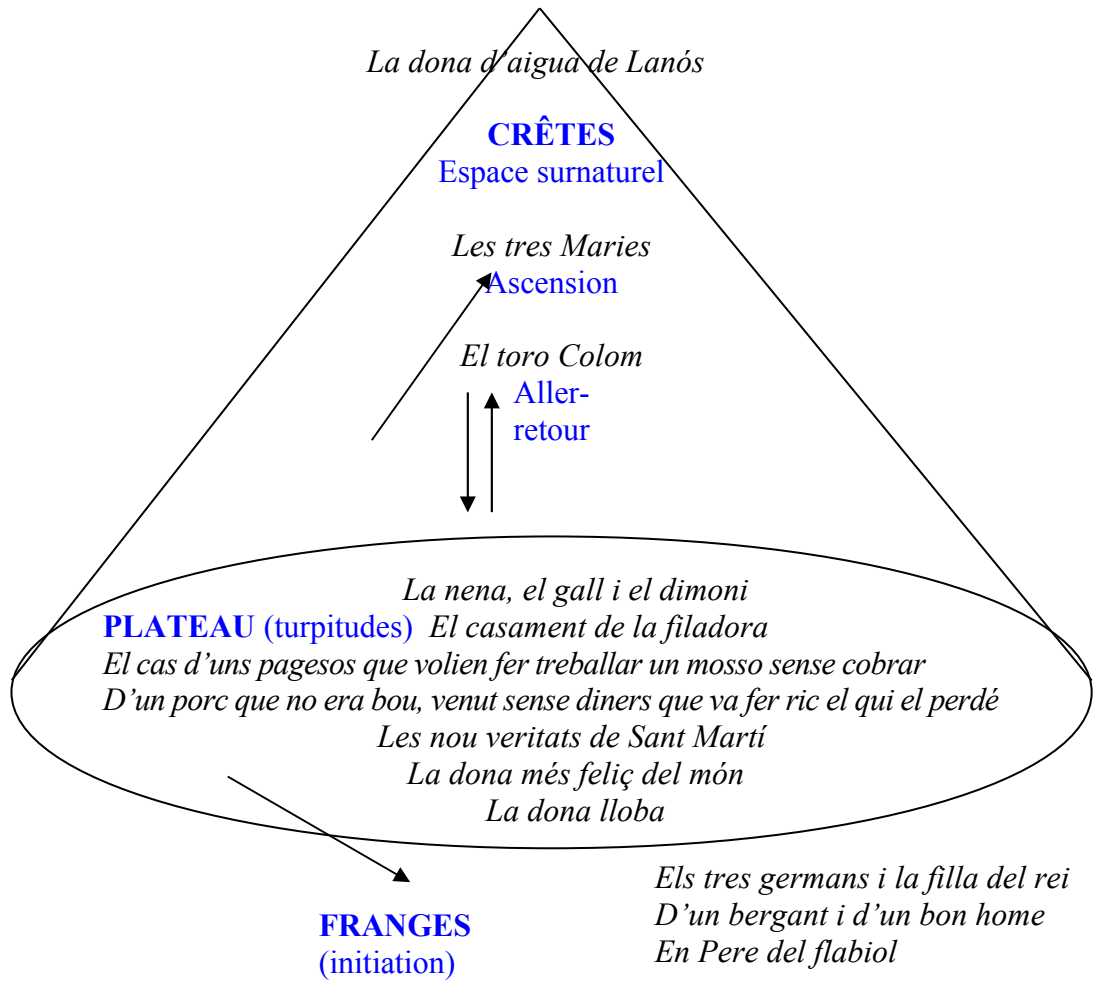 La dona d’aigua de Lanós
CRÊTES
Espace surnaturel
Les tres Maries
Ascension
El toro Colom
Aller-
retour
La nena, el gall i el dimoni
PLATEAU (turpitudes) El casament de la filadora
El cas d’uns pagesos que volien fer treballar un mosso sense cobrar
D’un porc que no era bou, venut sense diners que va fer ric el qui el perdé
Les nou veritats de Sant Martí
La dona més feliç del món
La dona lloba
Els tres germans i la filla del rei
D’un bergant i d’un bon home
En Pere del flabiol
FRANGES
(initiation)